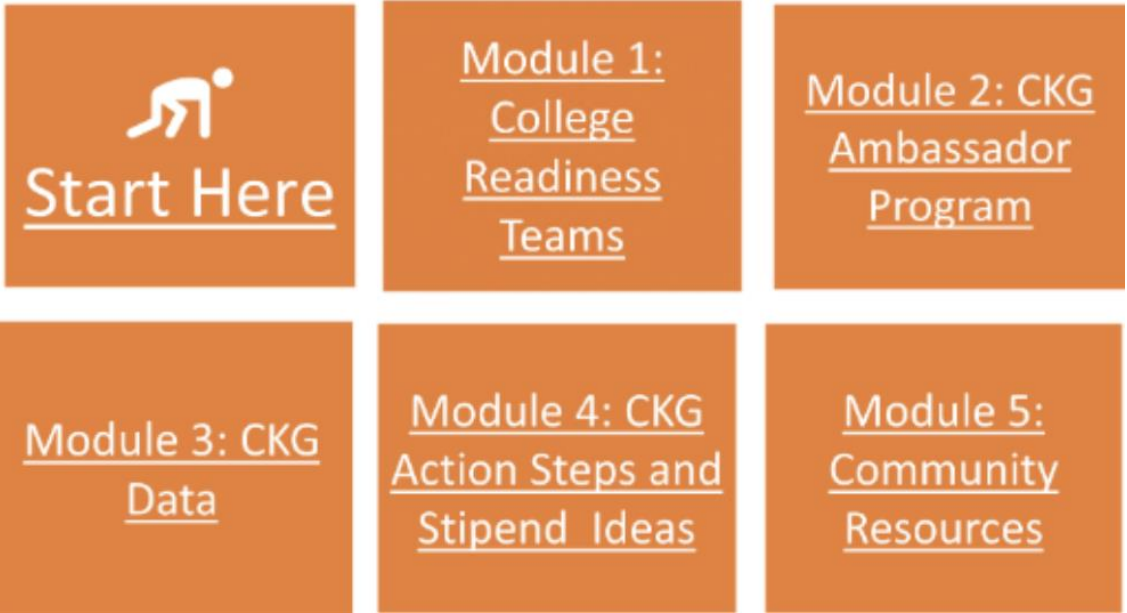 Start Here
Module 1:
College
Readiness
Teams
Module 2: CKG
Ambassador
Program
Module 3: CKG
Data
Module 4: CKG
Action Steps and
Stipend  Ideas
Module 5:
Community
Resources